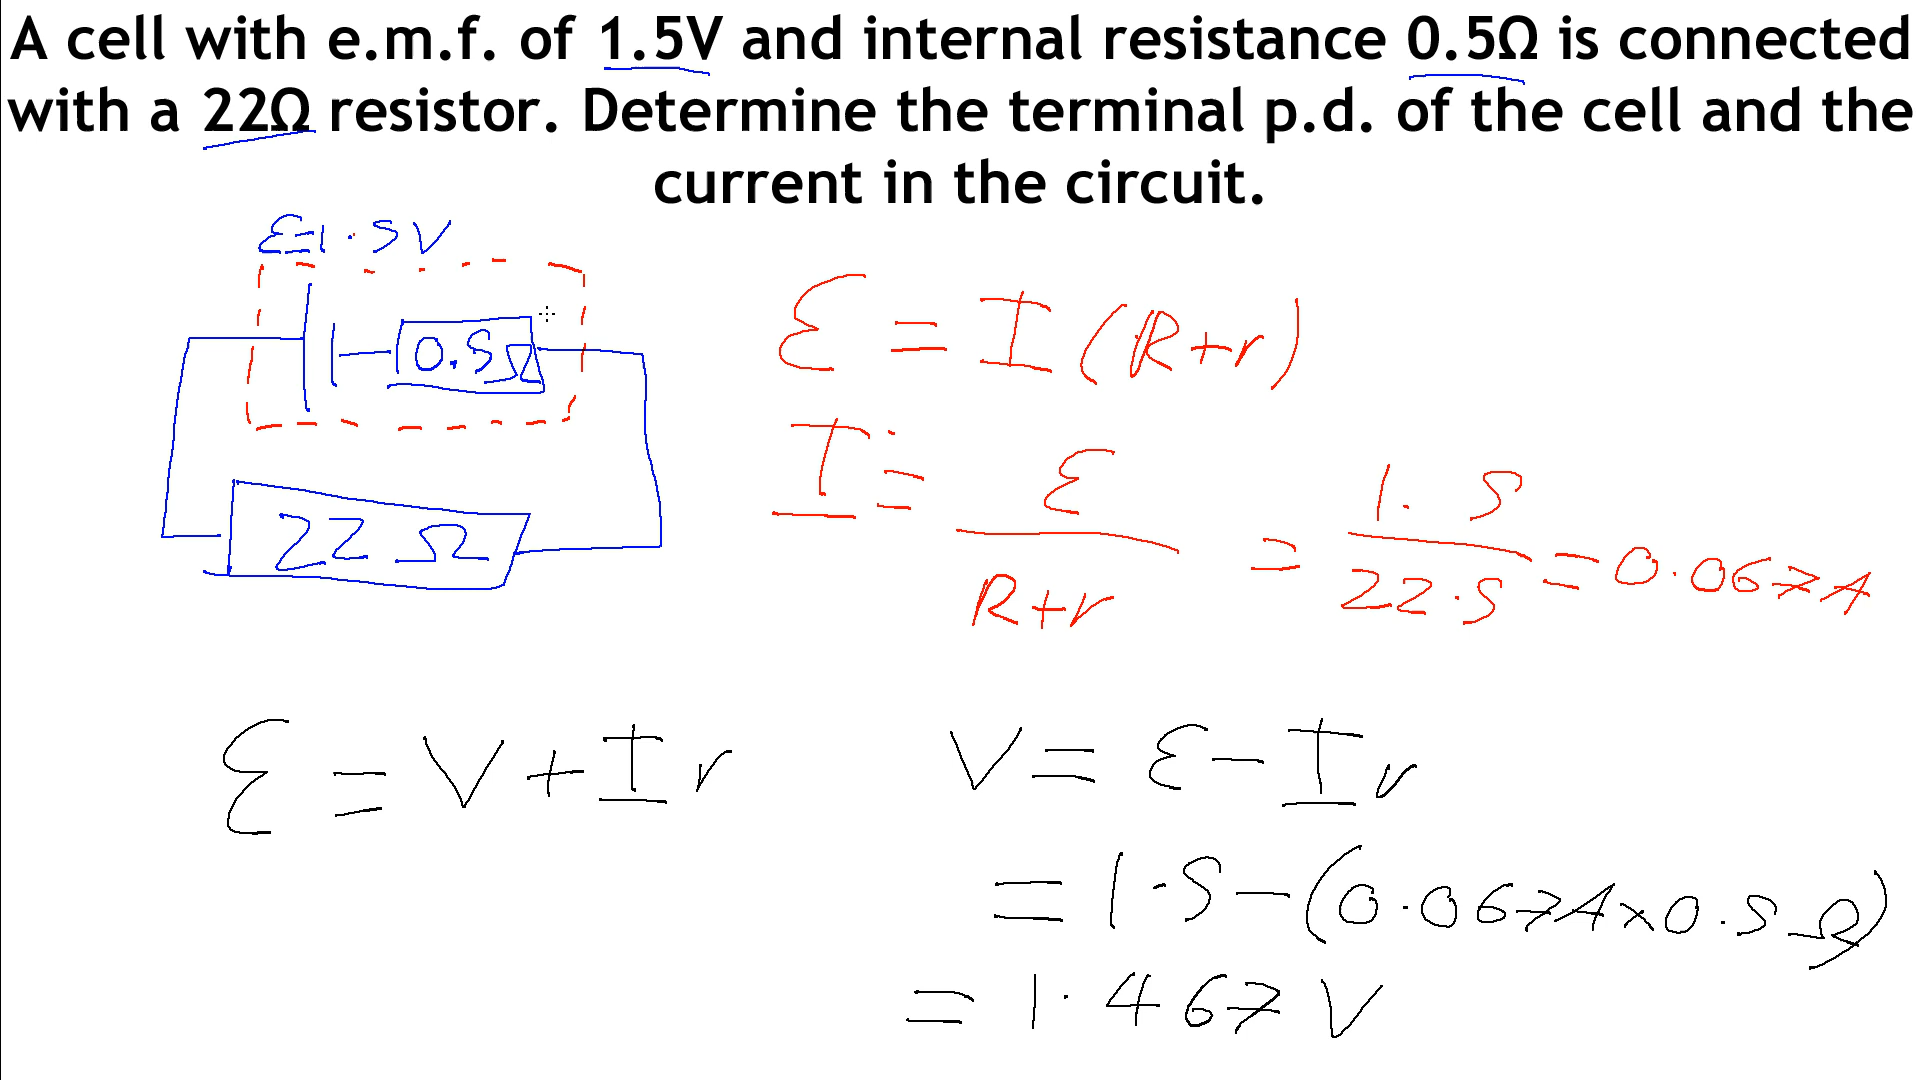 A cell with e.m.f. of 1.5V and internal resistance 0.5Ω is connected
with a 22Ω resistor. Determine the terminal p.d. of the cell and the
current in the circuit.
ℰ=1.5V
0.5Ω
22Ω
ℰ = I (R+r)
I = ℰ/(R+r) = 1.5/22.5 = 0.067A
ℰ = V + Ir
V = ℰ - Ir
= 1.5 - (0.067A x 0.5Ω)
= 1.467 V